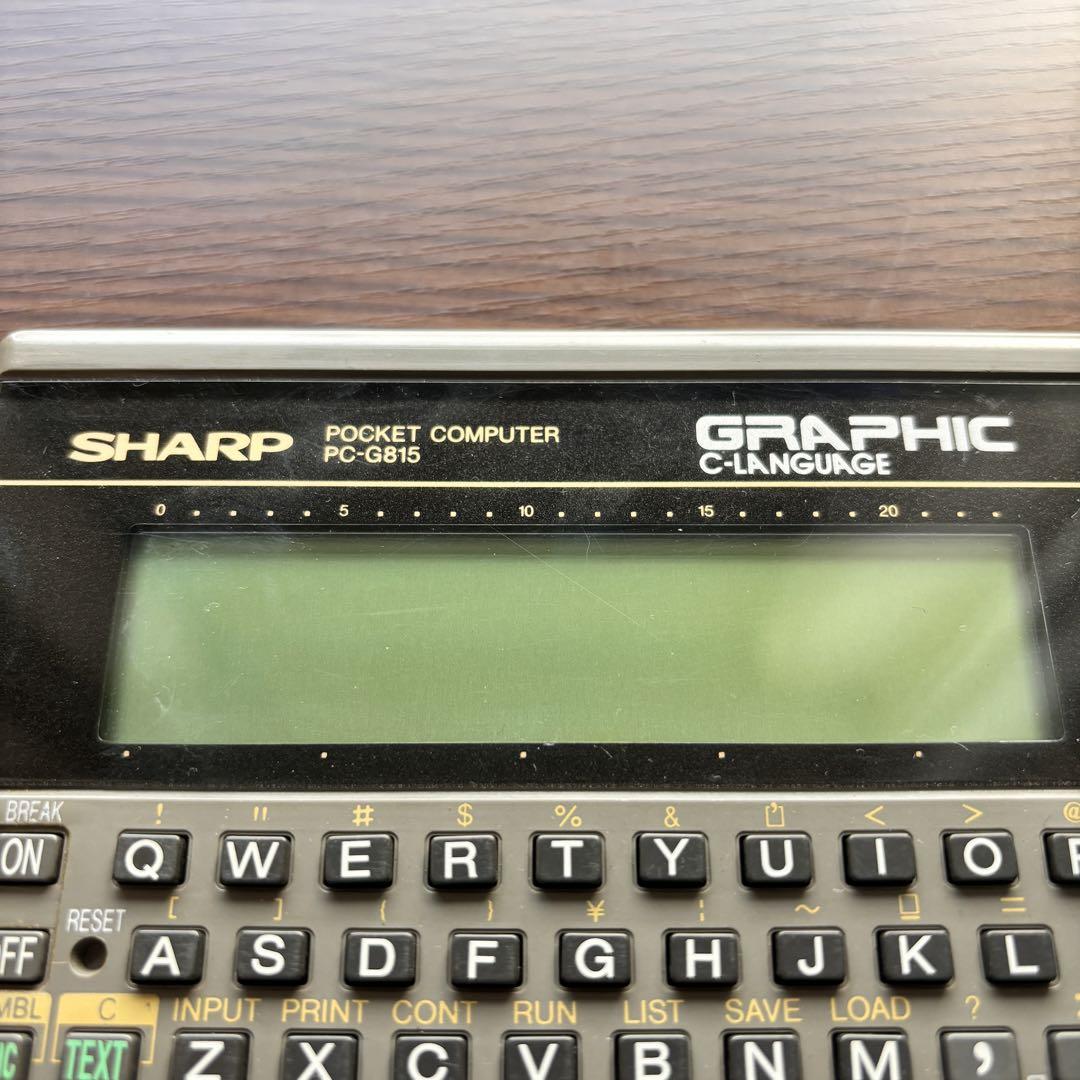 SHARP POCKET COMPUTER GRAPHIC
PC-G815 C-LANGUAGE
0 5 10 15 20
BREAK ! " # $ % & ['] < > @
ON Q W E R T Y U I O
RESET [ ] { } ¥ ¦ ~ _ =
A S D F G H J K L
C INPUT PRINT CONT RUN LIST SAVE LOAD ?
TEXT Z X C V B N M ,